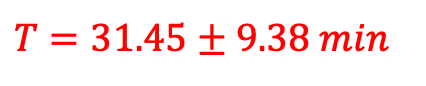 T = 31.45 ± 9.38 min